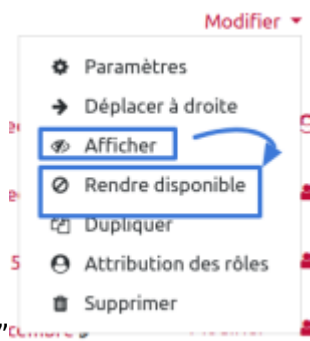 Modifier
Paramètres
Déplacer à droite
Afficher
Rendre disponible
Dupliquer
Attribution des rôles
Supprimer